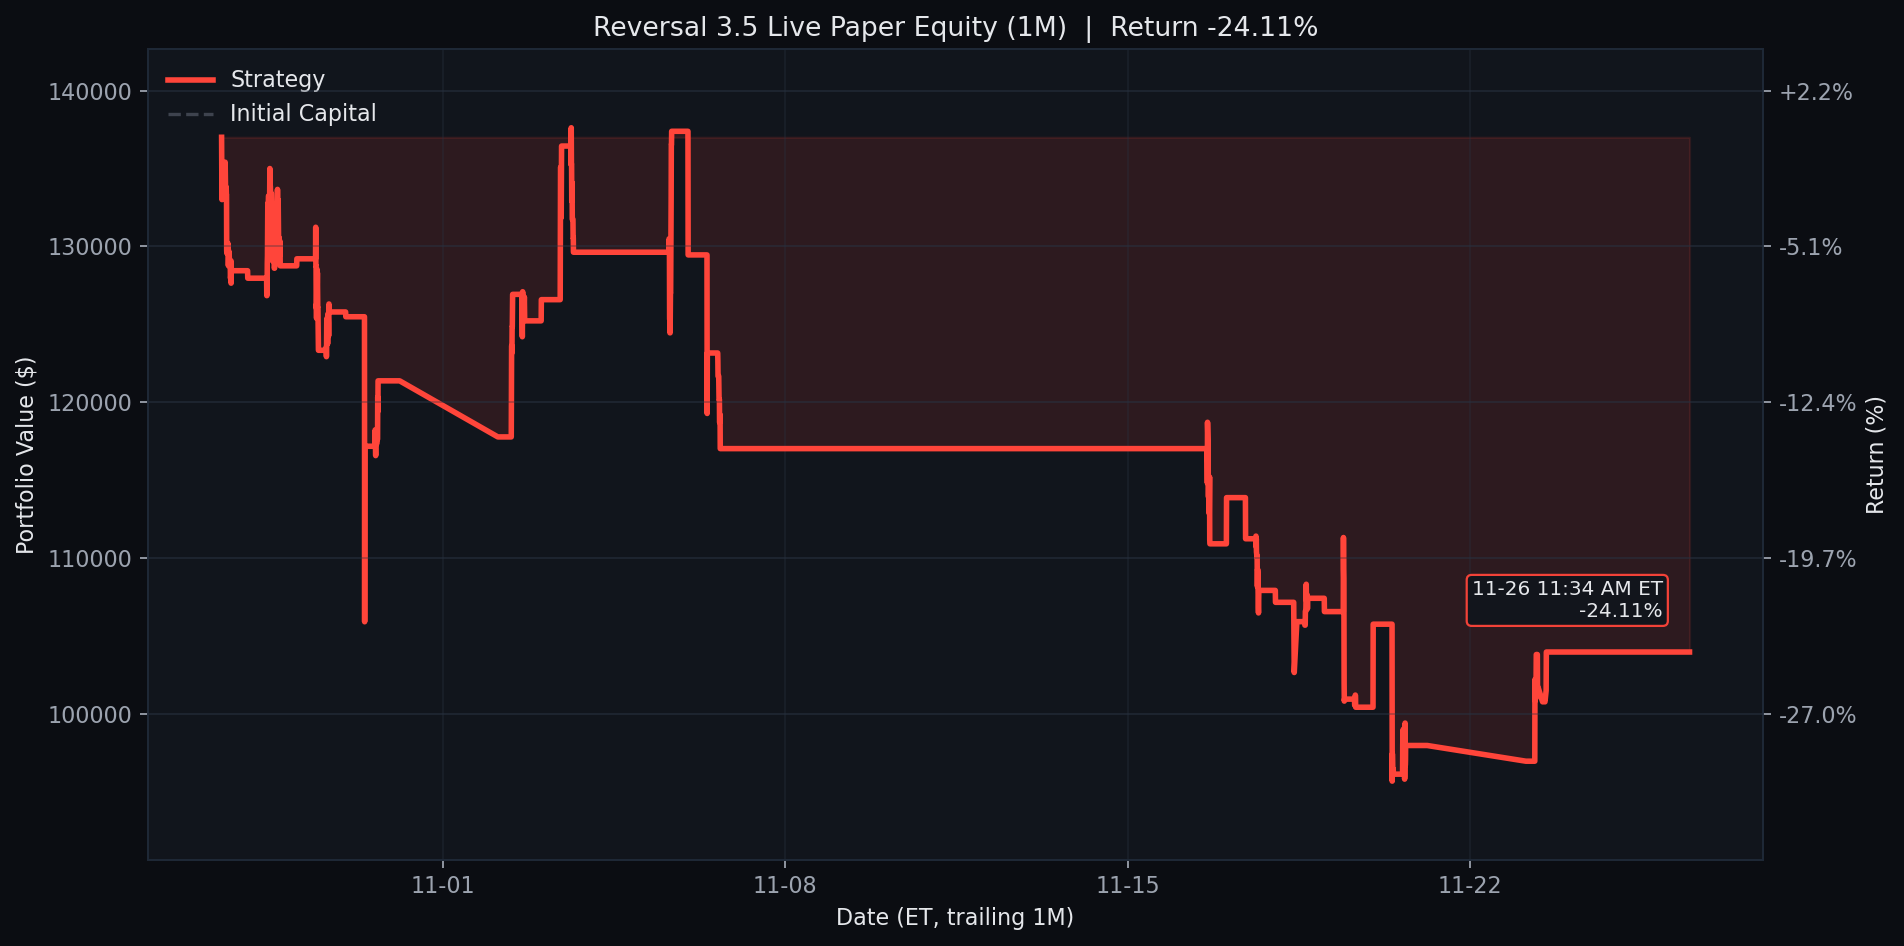 Reversal 3.5 Live Paper Equity (1M)  |  Return -24.11%
Strategy
Initial Capital
140000
130000
120000
110000
100000
Portfolio Value ($)
+2.2%
-5.1%
-12.4%
-19.7%
-27.0%
Return (%)
11-26 11:34 AM ET
-24.11%
11-01
11-08
11-15
11-22
Date (ET, trailing 1M)